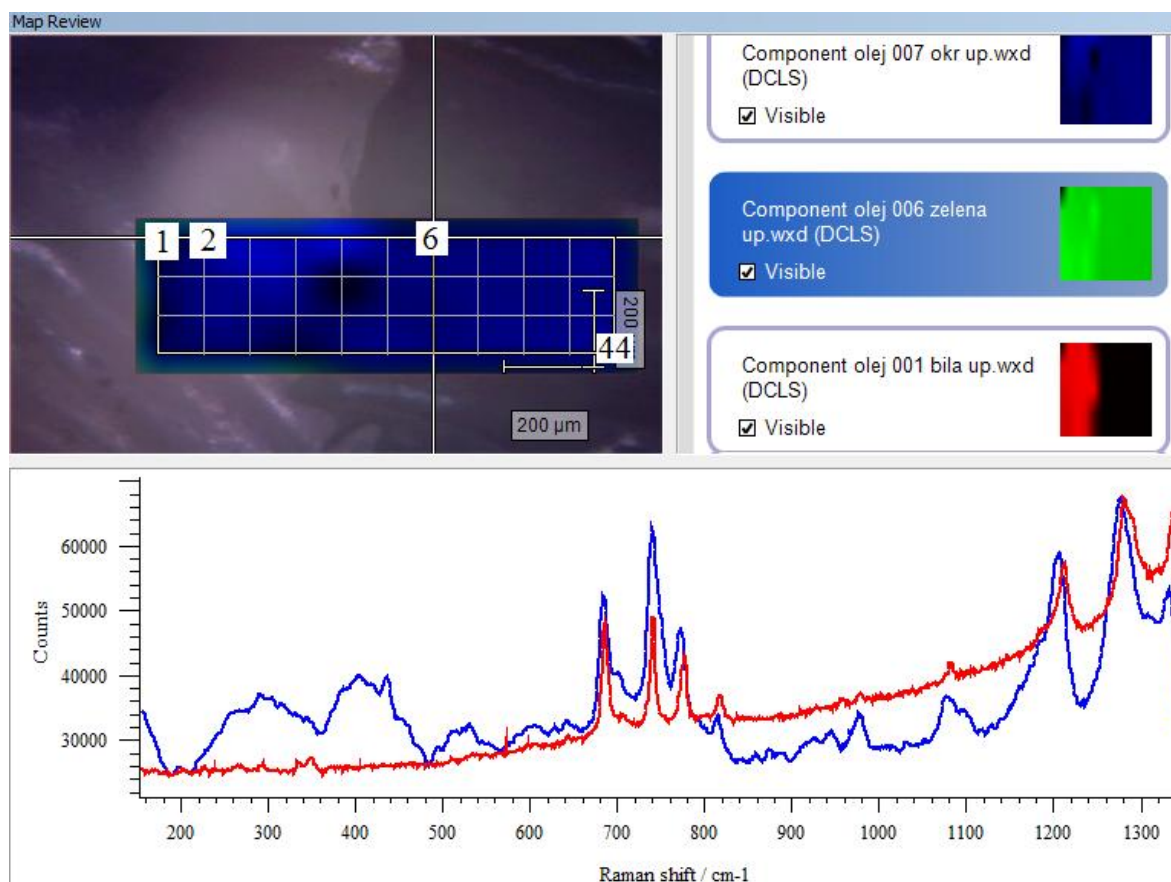 Map Review
1
2
6
44
200
200 µm
Component olej 007 okr up.wxd
(DCLS)
Visible
Component olej 006 zelena
up.wxd (DCLS)
Visible
Component olej 001 bila up.wxd
(DCLS)
Visible
60000
50000
40000
30000
Counts
200 300 400 500 600 700 800 900 1000 1100 1200 1300
Raman shift / cm-1